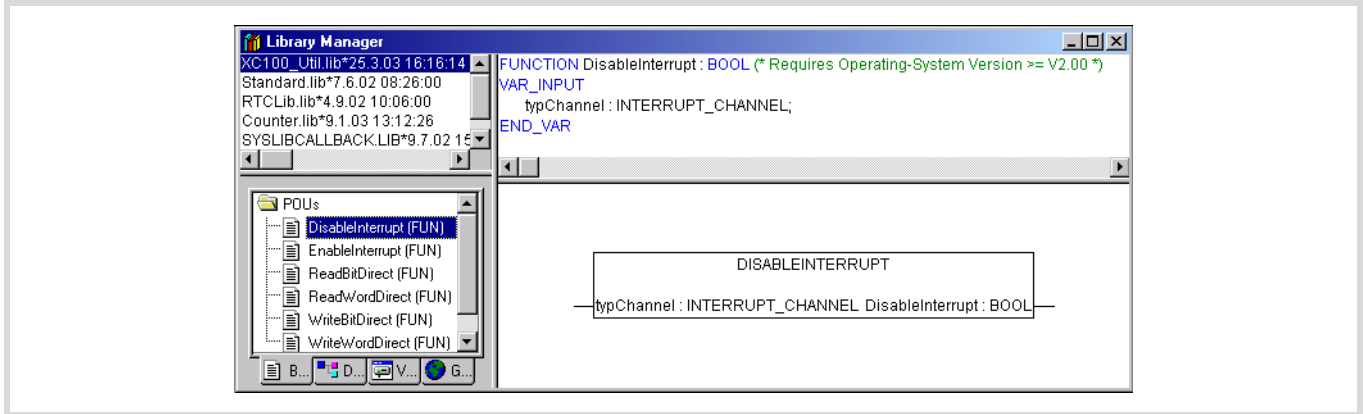 Library Manager
XC100_Util.lib*25.3.03 16:16:14
Standard.lib*7.6.02 08:26:00
RTCLib.lib*4.9.02 10:06:00
Counter.lib*9.1.03 13:12:26
SYSLIBCALLBACK.LIB*9.7.02 15
FUNCTION DisableInterrupt : BOOL (* Requires Operating-System Version >= V2.00 *)
VAR_INPUT
typChannel : INTERRUPT_CHANNEL;
END_VAR
POUs
DisableInterrupt (FUN)
EnableInterrupt (FUN)
ReadBitDirect (FUN)
ReadWordDirect (FUN)
WriteBitDirect (FUN)
WriteWordDirect (FUN)
B... D... V... G...
DISABLEINTERRUPT
typChannel : INTERRUPT_CHANNEL DisableInterrupt : BOOL